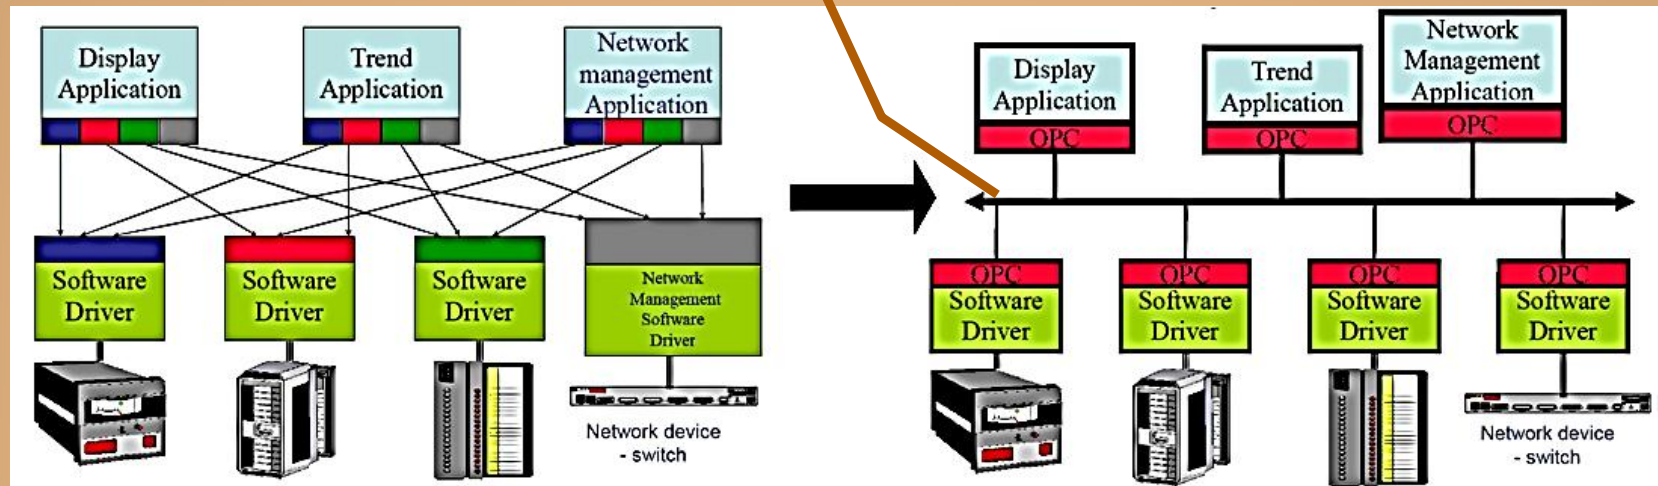 Display
Application
Trend
Application
Network
management
Application
Software
Driver
Software
Driver
Software
Driver
Network
Management
Software
Driver
Network device
- switch
Display
Application
OPC
Trend
Application
OPC
Network
Management
Application
OPC
OPC
Software
Driver
OPC
Software
Driver
OPC
Software
Driver
OPC
Software
Driver
Network device
- switch